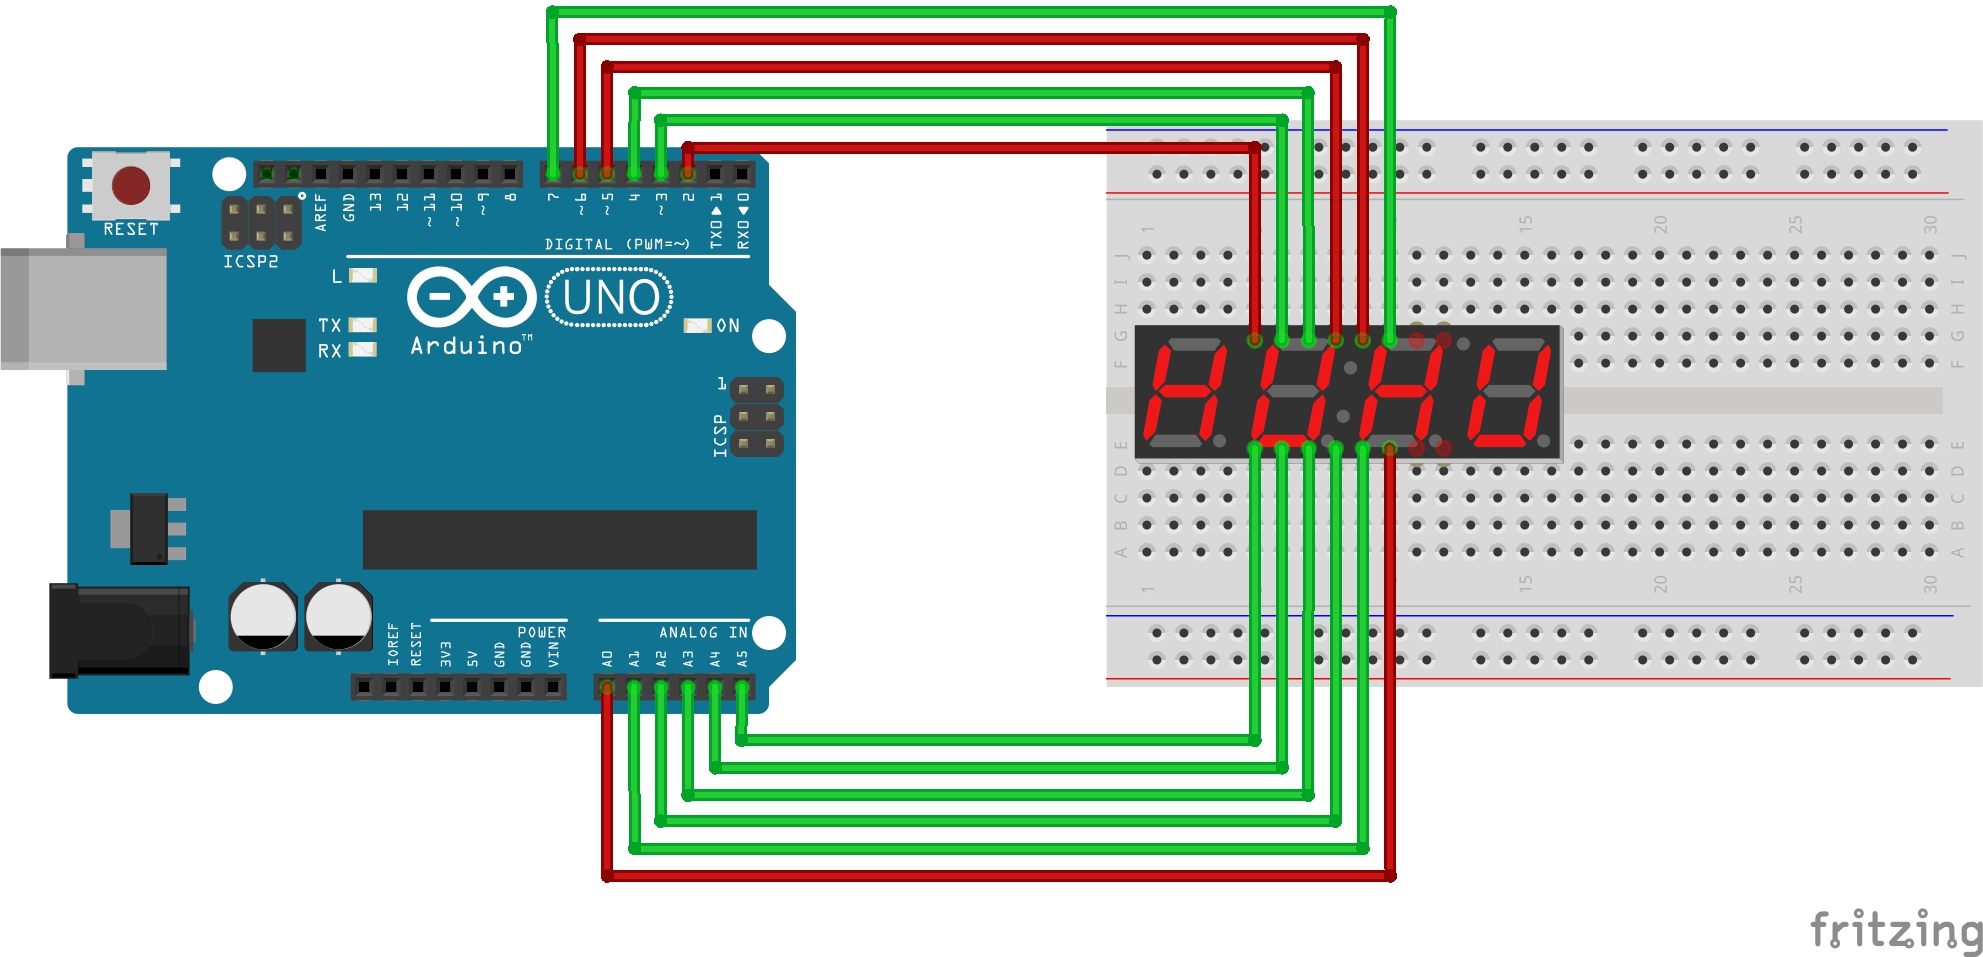 RESET
ICSP2
AREF
GND
13
12
~11
~10
~9
8
7
~6
~5
4
~3
2
TX0▶1
RX0◀0
DIGITAL (PWM=~)
L
TX
RX
UNO
Arduino™
ON
1
ICSP
IOREF
RESET
3V3
5V
GND
GND
VIN
POWER
ANALOG IN
A0
A1
A2
A3
A4
A5
1
15
20
25
30
J
I
H
G
F
J
I
H
G
F
E
D
C
B
A
E
D
C
B
A
1
15
20
25
30
fritzing